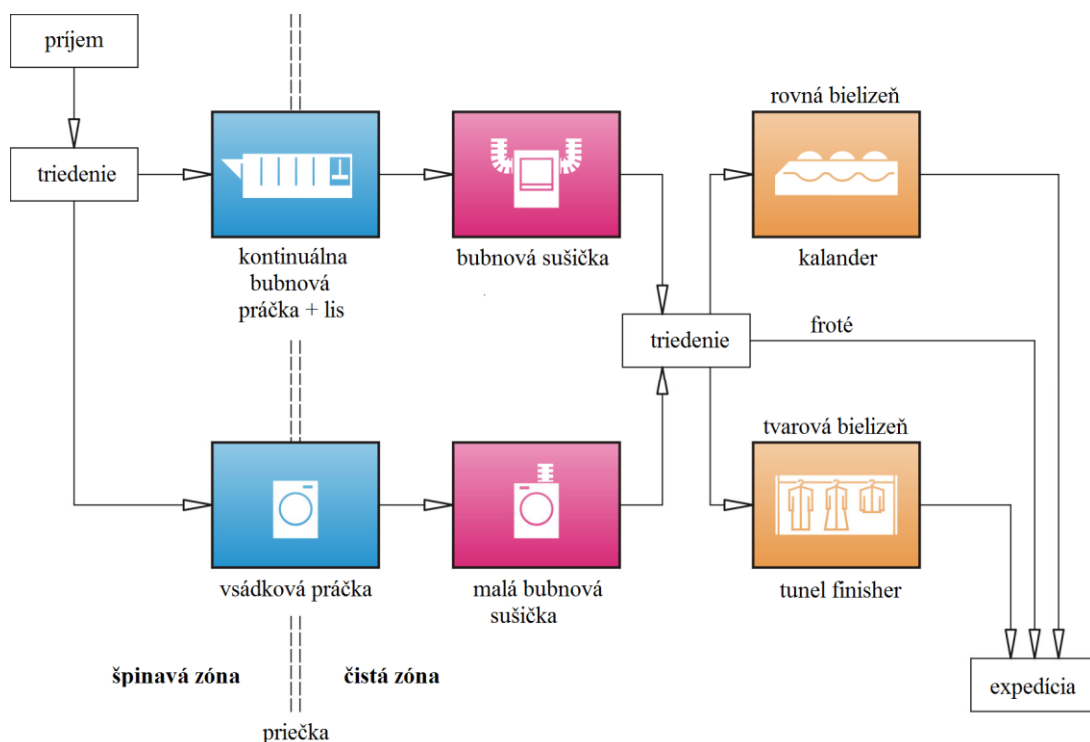 príjem
triedenie
kontinuálna
bubnová
práčka + lis
bubnová sušička
rovná bielizeň
kalander
triedenie
froté
tvarová bielizeň
vsádková práčka
malá bubnová
sušička
tunel finisher
špinavá zóna
čistá zóna
expedícia
priečka